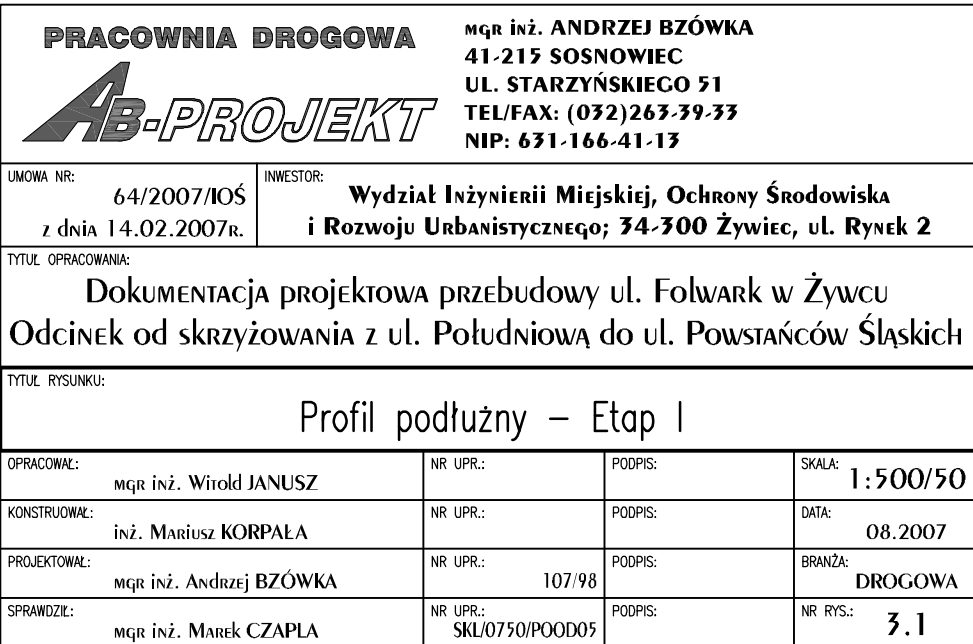 PRACOWNIA DROGOWA
AB-PROJEKT
mgr inż. ANDRZEJ BZÓWKA
41-215 SOSNOWIEC
UL. STARZYŃSKIEGO 51
TEL/FAX: (032)263-39-33
NIP: 631-166-41-13
UMOWA NR:
64/2007/IOŚ
z dnia 14.02.2007r.
INWESTOR:
Wydział Inżynierii Miejskiej, Ochrony Środowiska
i Rozwoju Urbanistycznego; 34-300 Żywiec, ul. Rynek 2
TYTUŁ OPRACOWANIA:
Dokumentacja projektowa przebudowy ul. Folwark w Żywcu
Odcinek od skrzyżowania z ul. Południową do ul. Powstańców Śląskich
TYTUŁ RYSUNKU:
Profil podłużny – Etap I
OPRACOWAŁ:
mgr inż. Witold JANUSZ
NR UPR.:
PODPIS:
SKALA:
1:500/50
KONSTRUOWAŁ:
inż. Mariusz KORPAŁA
NR UPR.:
PODPIS:
DATA:
08.2007
PROJEKTOWAŁ:
mgr inż. Andrzej BZÓWKA
NR UPR.:
107/98
PODPIS:
BRANŻA:
DROGOWA
SPRAWDZIŁ:
mgr inż. Marek CZAPLA
NR UPR.:
SKL/0750/POOD05
PODPIS:
NR RYS.:
3.1